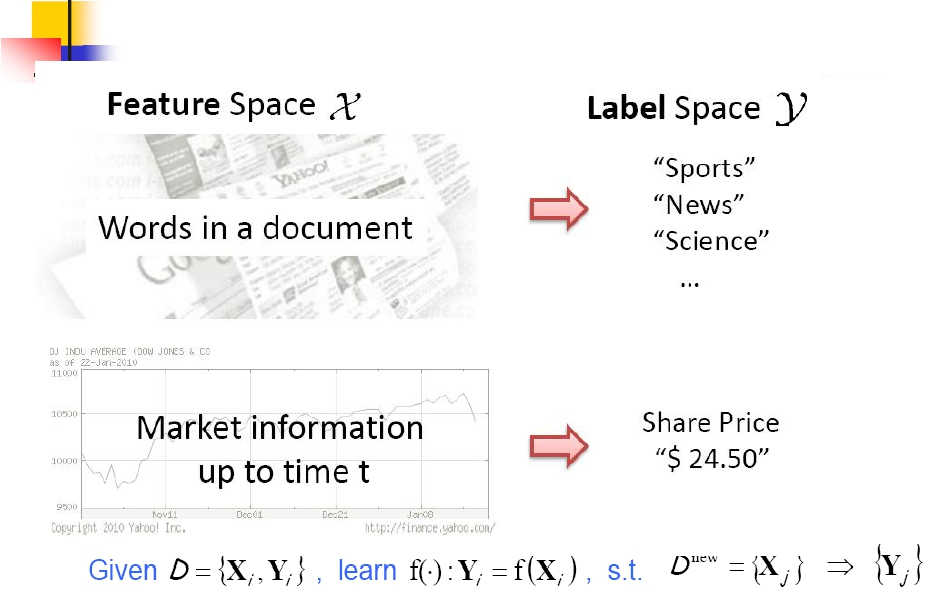 Feature Space 𝒳
Label Space 𝒴
YAHOO!
Words in a document
“Sports”
“News”
“Science”
...
DJ INDU AVERAGE (DOW JONES & CO
as of 22-Jan-2010
11000
10500
10000
9500
Nov11 Dec01 Dec21 Jan08
Market information
up to time t
Share Price
“$ 24.50”
Copyright 2010 Yahoo! Inc. http://finance.yahoo.com/
Given D = {Xᵢ, Yᵢ} , learn f(·) : Yᵢ = f(Xᵢ) , s.t. Dⁿᵉʷ = {Xⱼ} ⇒ {Yⱼ}